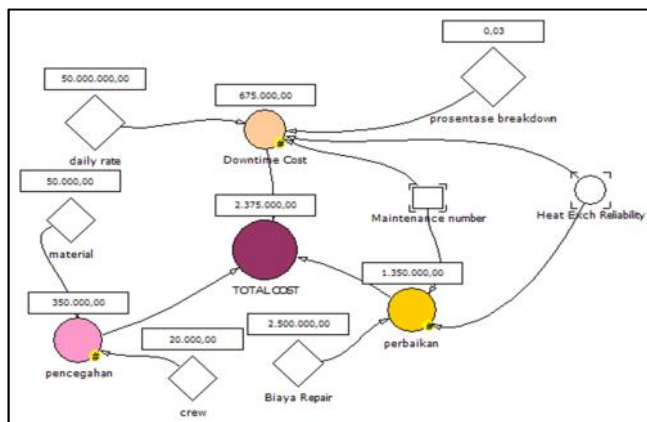 0,03
50.000.000,00
675.000,00
prosentase breakdown
daily rate
Downtime Cost
50.000,00
2.375.000,00
Maintenance number
Heat Exch Reliability
material
1.350.000,00
TOTAL COST
350.000,00
20.000,00
2.500.000,00
perbaikan
pencegahan
Biaya Repair
crew